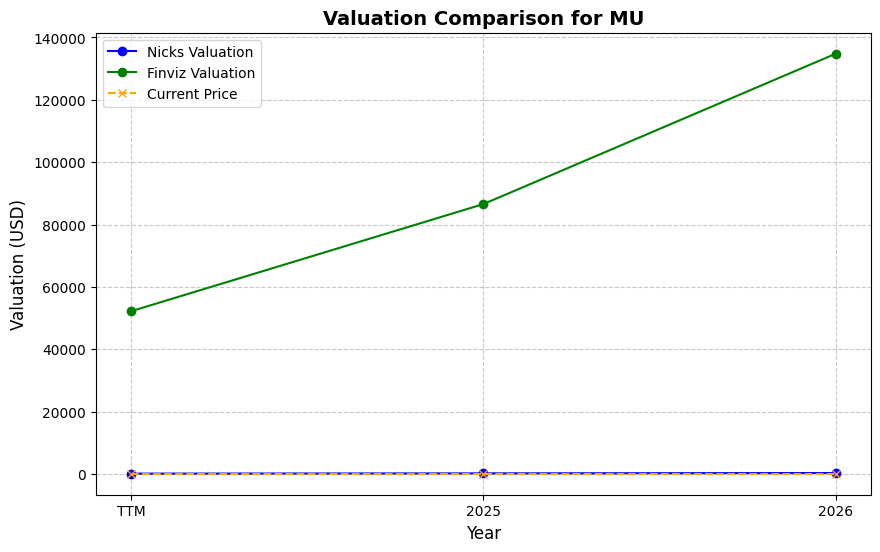 Valuation Comparison for MU
Nicks Valuation
Finviz Valuation
Current Price
Valuation (USD)
140000
120000
100000
80000
60000
40000
20000
0
TTM
2025
2026
Year